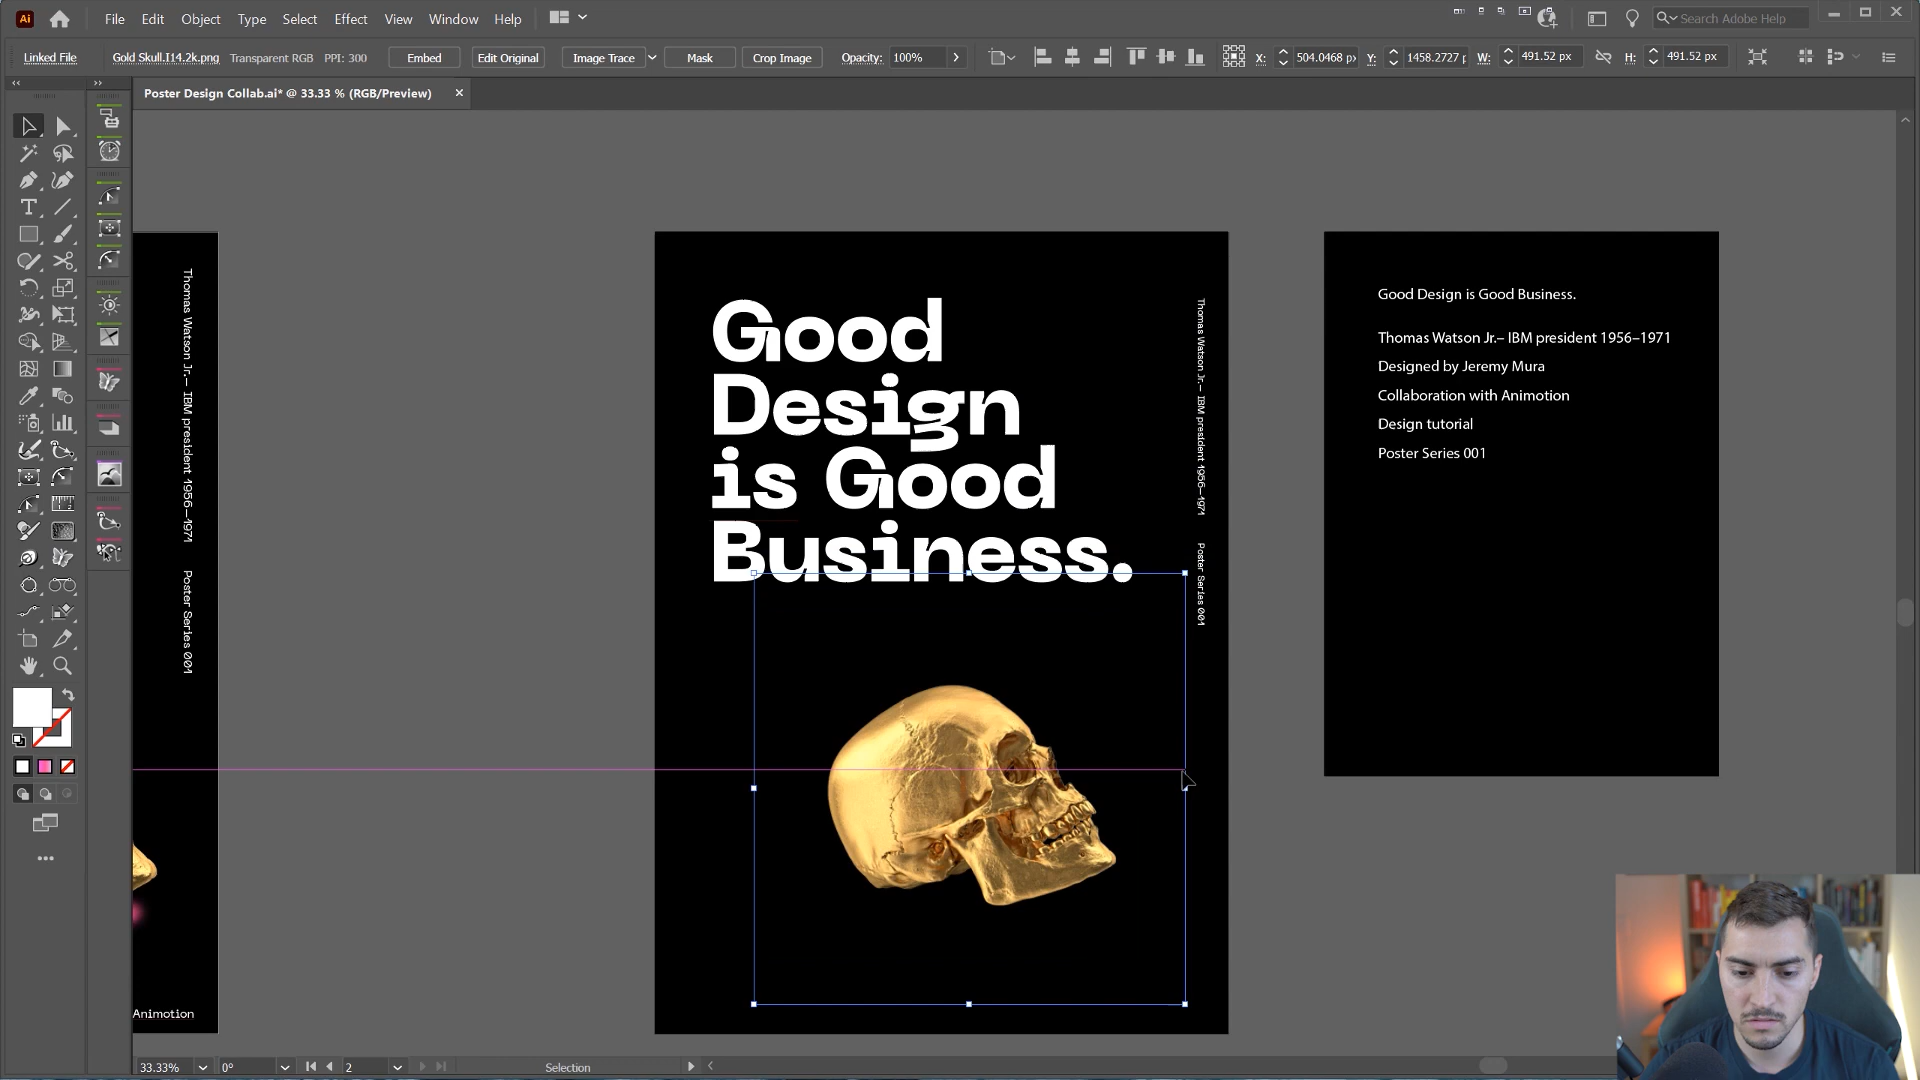 Ai
File Edit Object Type Select Effect View Window Help
Search Adobe Help
Linked File Gold Skull.I14.2k.png Transparent RGB PPI: 300 Embed Edit Original Image Trace Mask Crop Image Opacity: 100% X: 504.0468 px Y: 1458.2727 p W: 491.52 px H: 491.52 px
Poster Design Collab.ai* @ 33.33 % (RGB/Preview)
Thomas Watson Jr.– IBM president 1956–1971
Poster Series 001
Animotion
Good
Design
is Good
Business.
Thomas Watson Jr.– IBM president 1956–1971
Poster Series 001
Good Design is Good Business.
Thomas Watson Jr.– IBM president 1956–1971
Designed by Jeremy Mura
Collaboration with Animotion
Design tutorial
Poster Series 001
33.33% 0° 2 Selection